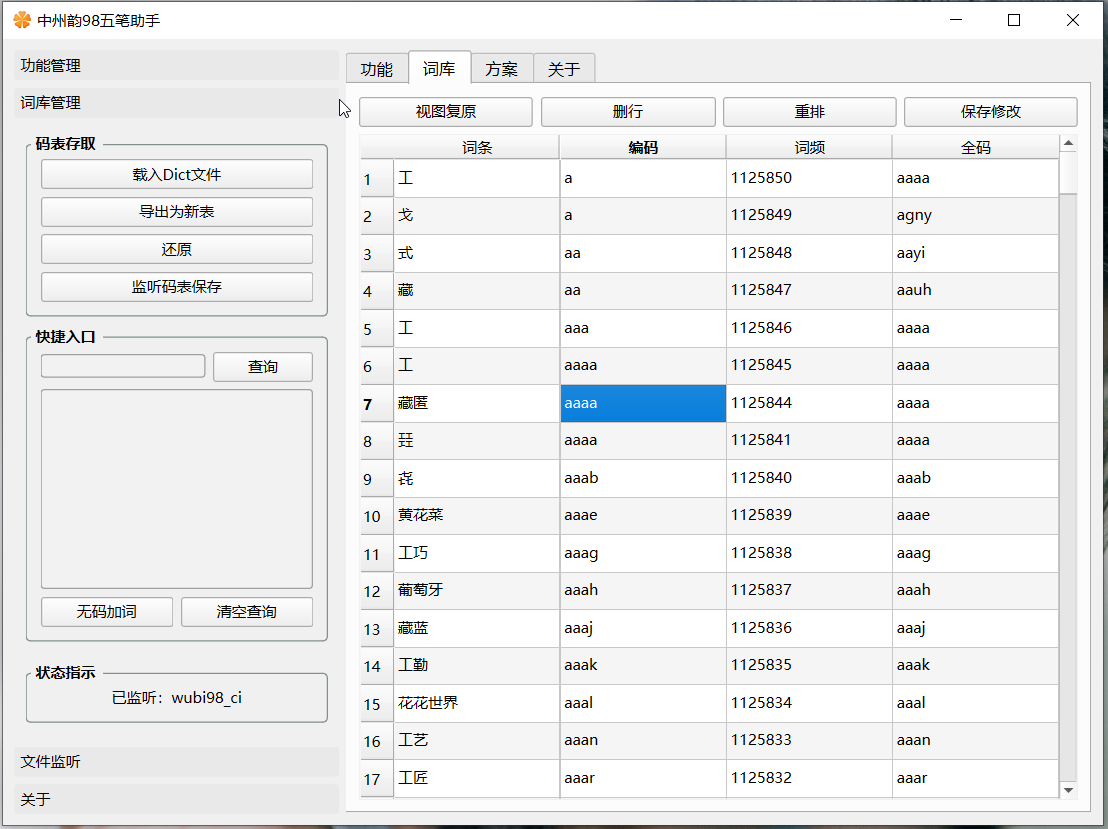 中州韵98五笔助手
功能管理
词库管理
码表存取
载入Dict文件
导出为新表
还原
监听码表保存
快捷入口
查询
无码加词 清空查询
状态指示
已监听：wubi98_ci
文件监听
关于
功能 词库 方案 关于
视图复原 删行 重排 保存修改
词条 编码 词频 全码
1 工 a 1125850 aaaa
2 戈 a 1125849 agny
3 式 aa 1125848 aayi
4 藏 aa 1125847 aauh
5 工 aaa 1125846 aaaa
6 工 aaaa 1125845 aaaa
7 藏匿 aaaa 1125844 aaaa
8 㠭 aaaa 1125841 aaaa
9 aaab 1125840 aaab
10 黄花菜 aaae 1125839 aaae
11 工巧 aaag 1125838 aaag
12 葡萄牙 aaah 1125837 aaah
13 藏蓝 aaaj 1125836 aaaj
14 工勤 aaak 1125835 aaak
15 花花世界 aaal 1125834 aaal
16 工艺 aaan 1125833 aaan
17 工匠 aaar 1125832 aaar